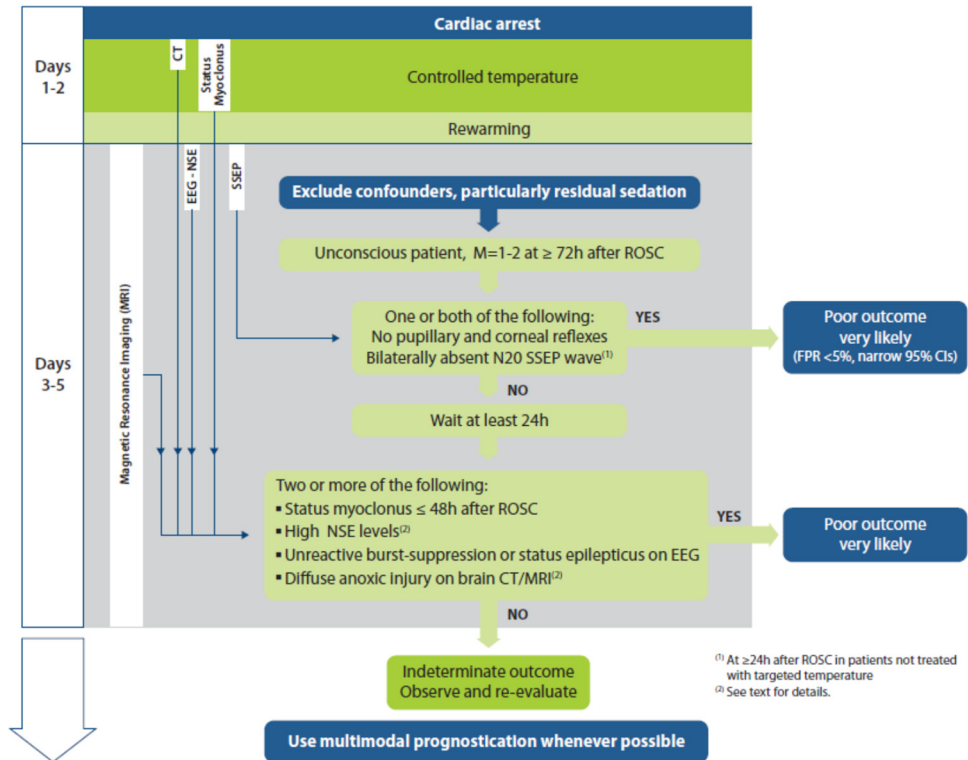 Cardiac arrest
Days
1-2
CT
Status
Myoclonus
Controlled temperature
Rewarming
Days
3-5
Magnetic Resonance Imaging (MRI)
EEG - NSE
SSEP
Exclude confounders, particularly residual sedation
Unconscious patient, M=1-2 at ≥ 72h after ROSC
One or both of the following:
No pupillary and corneal reflexes
Bilaterally absent N20 SSEP wave(1)
YES
Poor outcome
very likely
(FPR <5%, narrow 95% CIs)
NO
Wait at least 24h
Two or more of the following:
▪ Status myoclonus ≤ 48h after ROSC
▪ High NSE levels(2)
▪ Unreactive burst-suppression or status epilepticus on EEG
▪ Diffuse anoxic injury on brain CT/MRI(2)
YES
Poor outcome
very likely
NO
Indeterminate outcome
Observe and re-evaluate
(1) At ≥24h after ROSC in patients not treated
with targeted temperature
(2) See text for details.
Use multimodal prognostication whenever possible